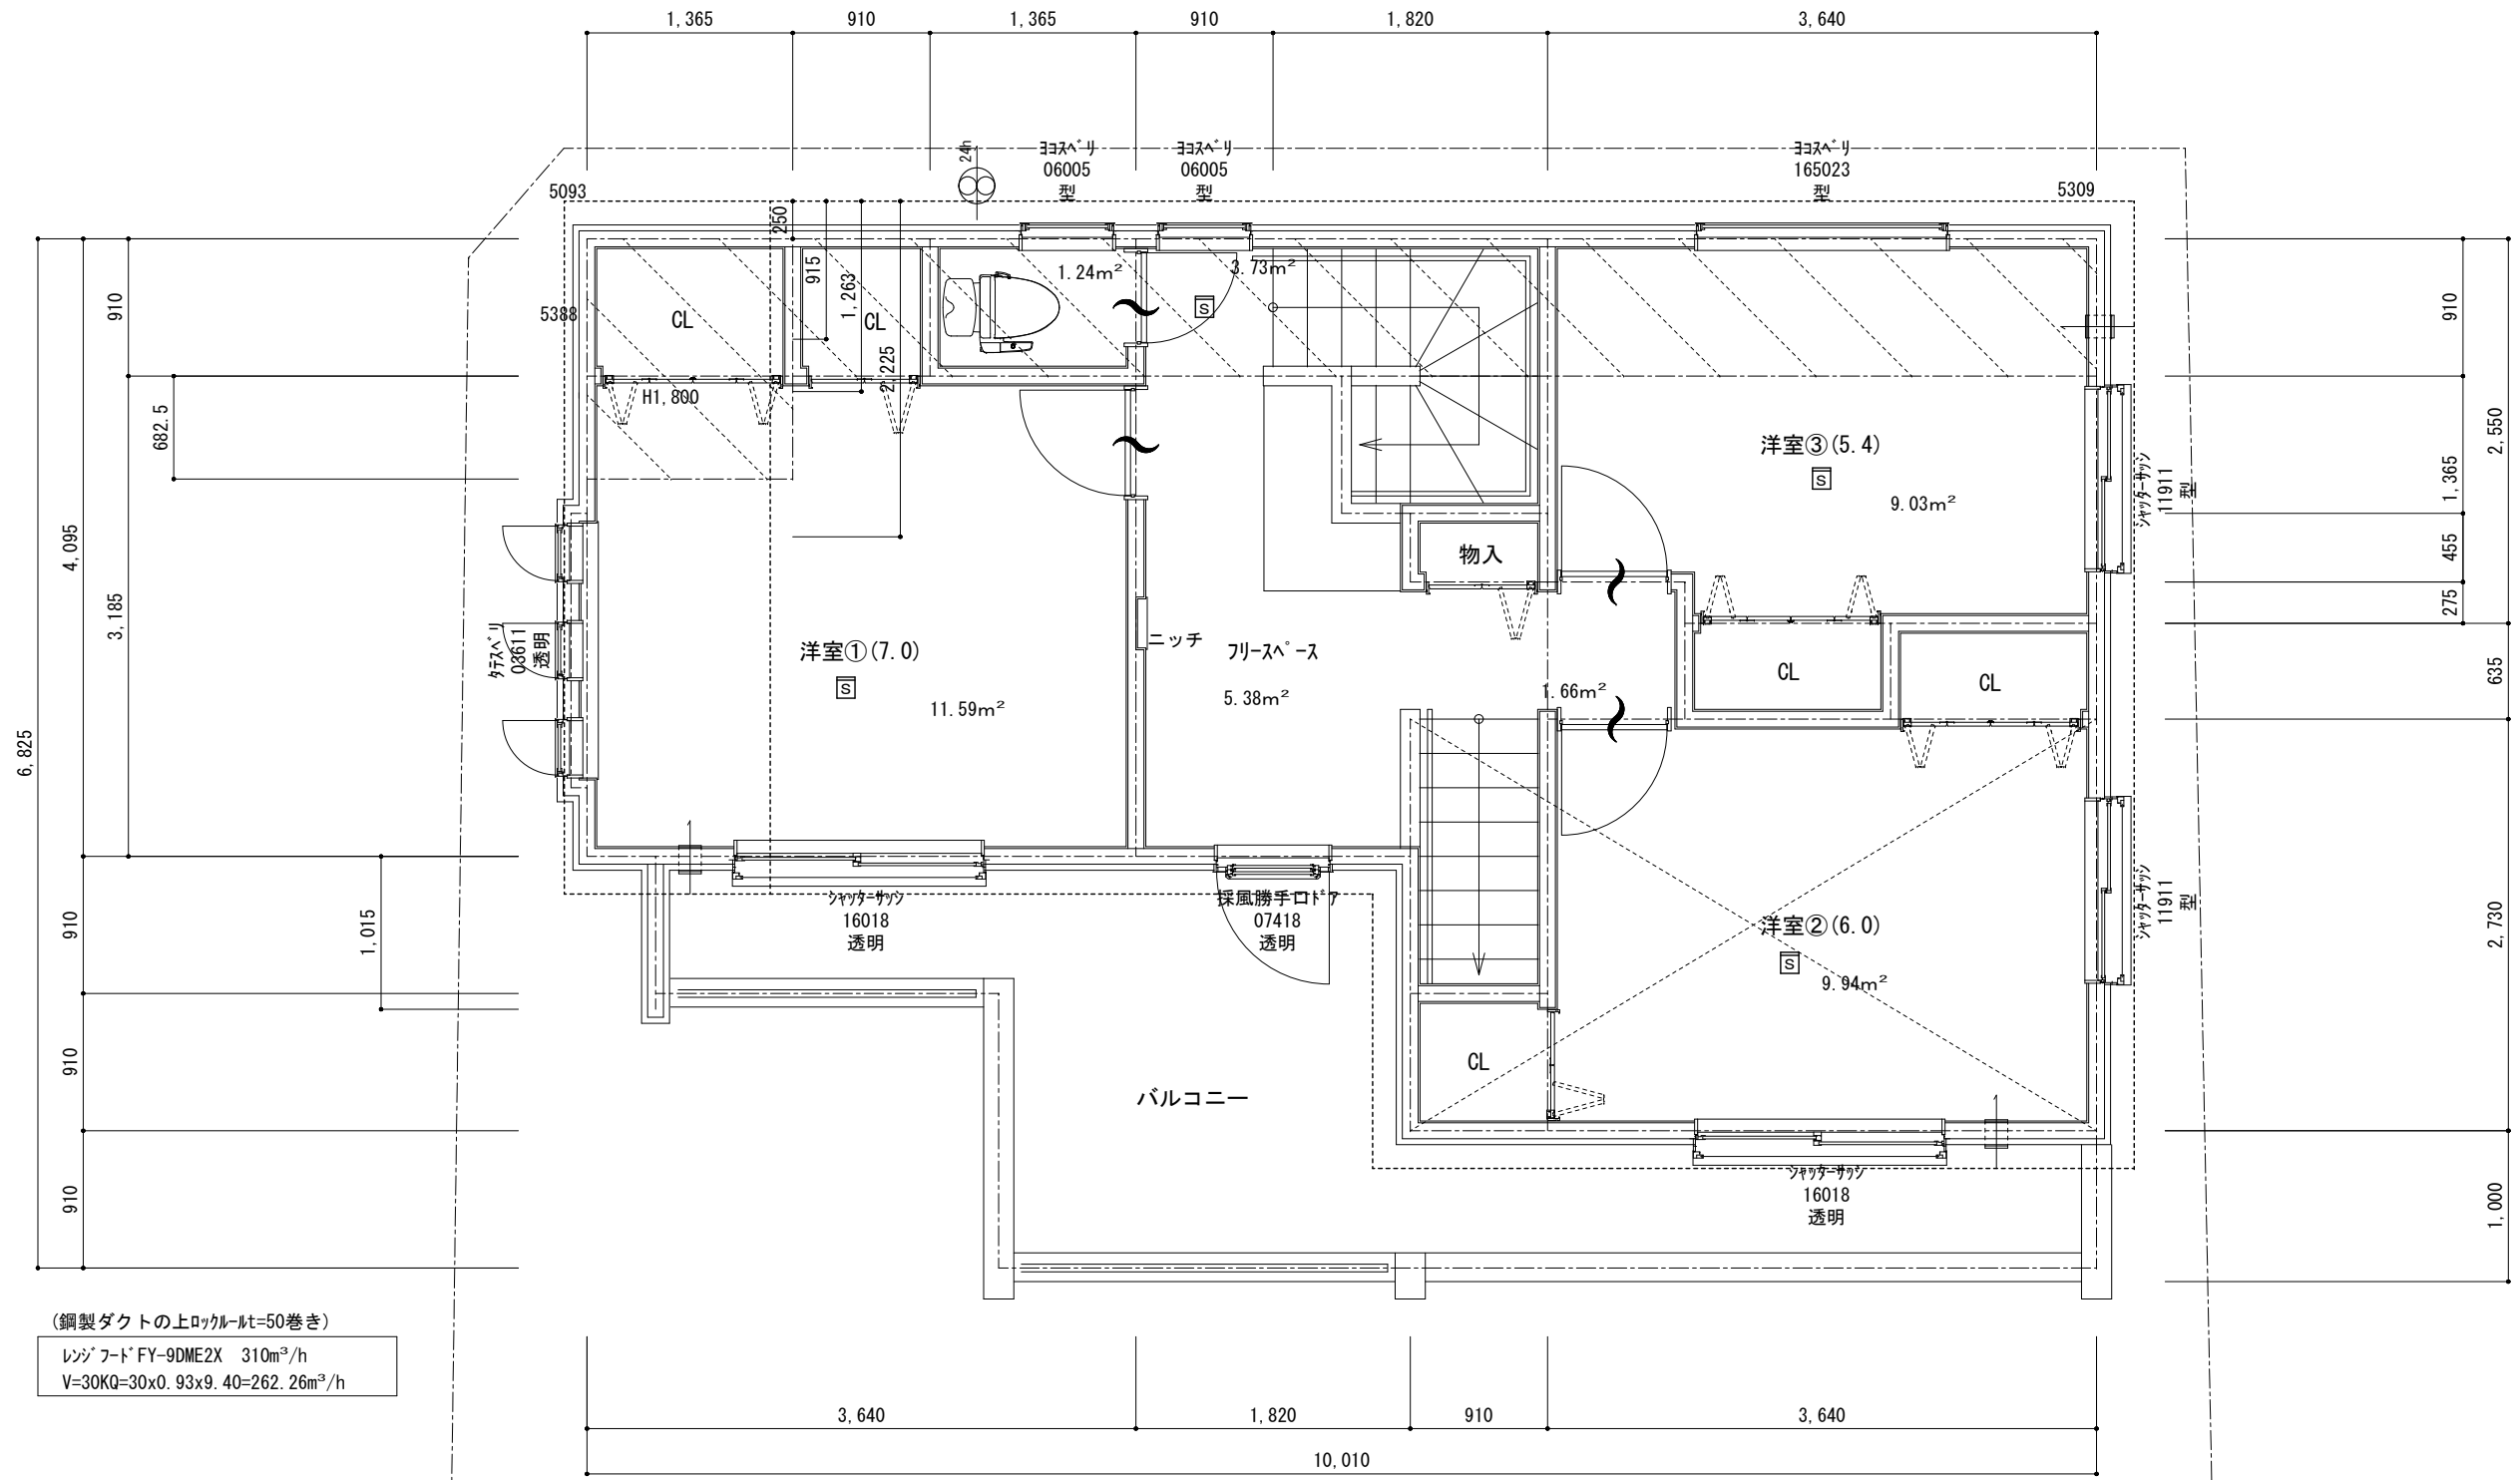 1,365
910
1,365
910
1,820
3,640
24h
ﾖｺｽﾍﾞﾘ
06005
型
ﾖｺｽﾍﾞﾘ
06005
型
ﾖｺｽﾍﾞﾘ
165023
型
5093
5309
250
915
1,263
2,225
1.24m²
3.73m²
S
5388
CL
CL
H1,800
910
682.5
4,095
3,185
6,825
910
1,015
910
910
910
2,550
1,365
455
275
635
2,730
1,000
洋室③(5.4)
S
9.03m²
ｼｬｯﾀｰｻｯｼ
11911
型
物入
ﾀﾃｽﾍﾞﾘ
03611
透明
洋室①(7.0)
S
11.59m²
ニッチ
ﾌﾘｰｽﾍﾟｰｽ
5.38m²
1.66m²
CL
CL
ｼｬｯﾀｰｻｯｼ
16018
透明
採風勝手口ﾄﾞｱ
07418
透明
洋室②(6.0)
S
9.94m²
ｼｬｯﾀｰｻｯｼ
11911
型
CL
バルコニー
ｼｬｯﾀｰｻｯｼ
16018
透明
(鋼製ダクトの上ﾛｯｸﾙｰﾙt=50巻き)
ﾚﾝｼﾞﾌｰﾄﾞFY-9DME2X 310m³/h
V=30KQ=30x0.93x9.40=262.26m³/h
3,640
1,820
910
3,640
10,010